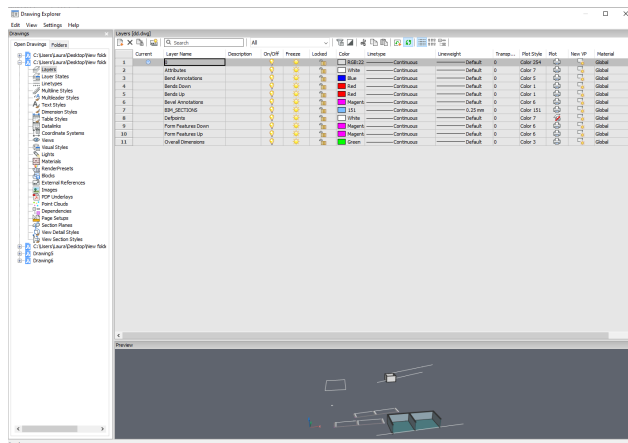 Drawing Explorer
Edit View Settings Help
Drawings
Layers [dd.dwg]
Open Drawings Folders
Search
All
C:\Users\Laura\Desktop\New fold
C:\Users\Laura\Desktop\New fold
Layers
Layer States
Linetypes
Multiline Styles
Multileader Styles
Text Styles
Dimension Styles
Table Styles
Datalinks
Coordinate Systems
Views
Visual Styles
Lights
Materials
RenderPresets
Blocks
External References
Images
PDF Underlays
Point Clouds
Dependencies
Page Setups
Section Planes
View Detail Styles
View Section Styles
C:\Users\Laura\Desktop\New fold
Drawing5
Drawing6
Current Layer Name Description On/Off Freeze Locked Color Linetype Lineweight Transp... Plot Style Plot New VP Material
1 RGB:22 Continuous Default 0 Color 254 Global
2 Attributes White Continuous Default 0 Color 7 Global
3 Bend Annotations Blue Continuous Default 0 Color 5 Global
4 Bends Down Red Continuous Default 0 Color 1 Global
5 Bends Up Red Continuous Default 0 Color 1 Global
6 Bevel Annotations Magent Continuous Default 0 Color 6 Global
7 BIM_SECTIONS 151 Continuous 0.25 mm 0 Color 151 Global
8 Defpoints White Continuous Default 0 Color 7 Global
9 Form Features Down Magent Continuous Default 0 Color 6 Global
10 Form Features Up Magent Continuous Default 0 Color 6 Global
11 Overall Dimensions Green Continuous Default 0 Color 3 Global
Preview